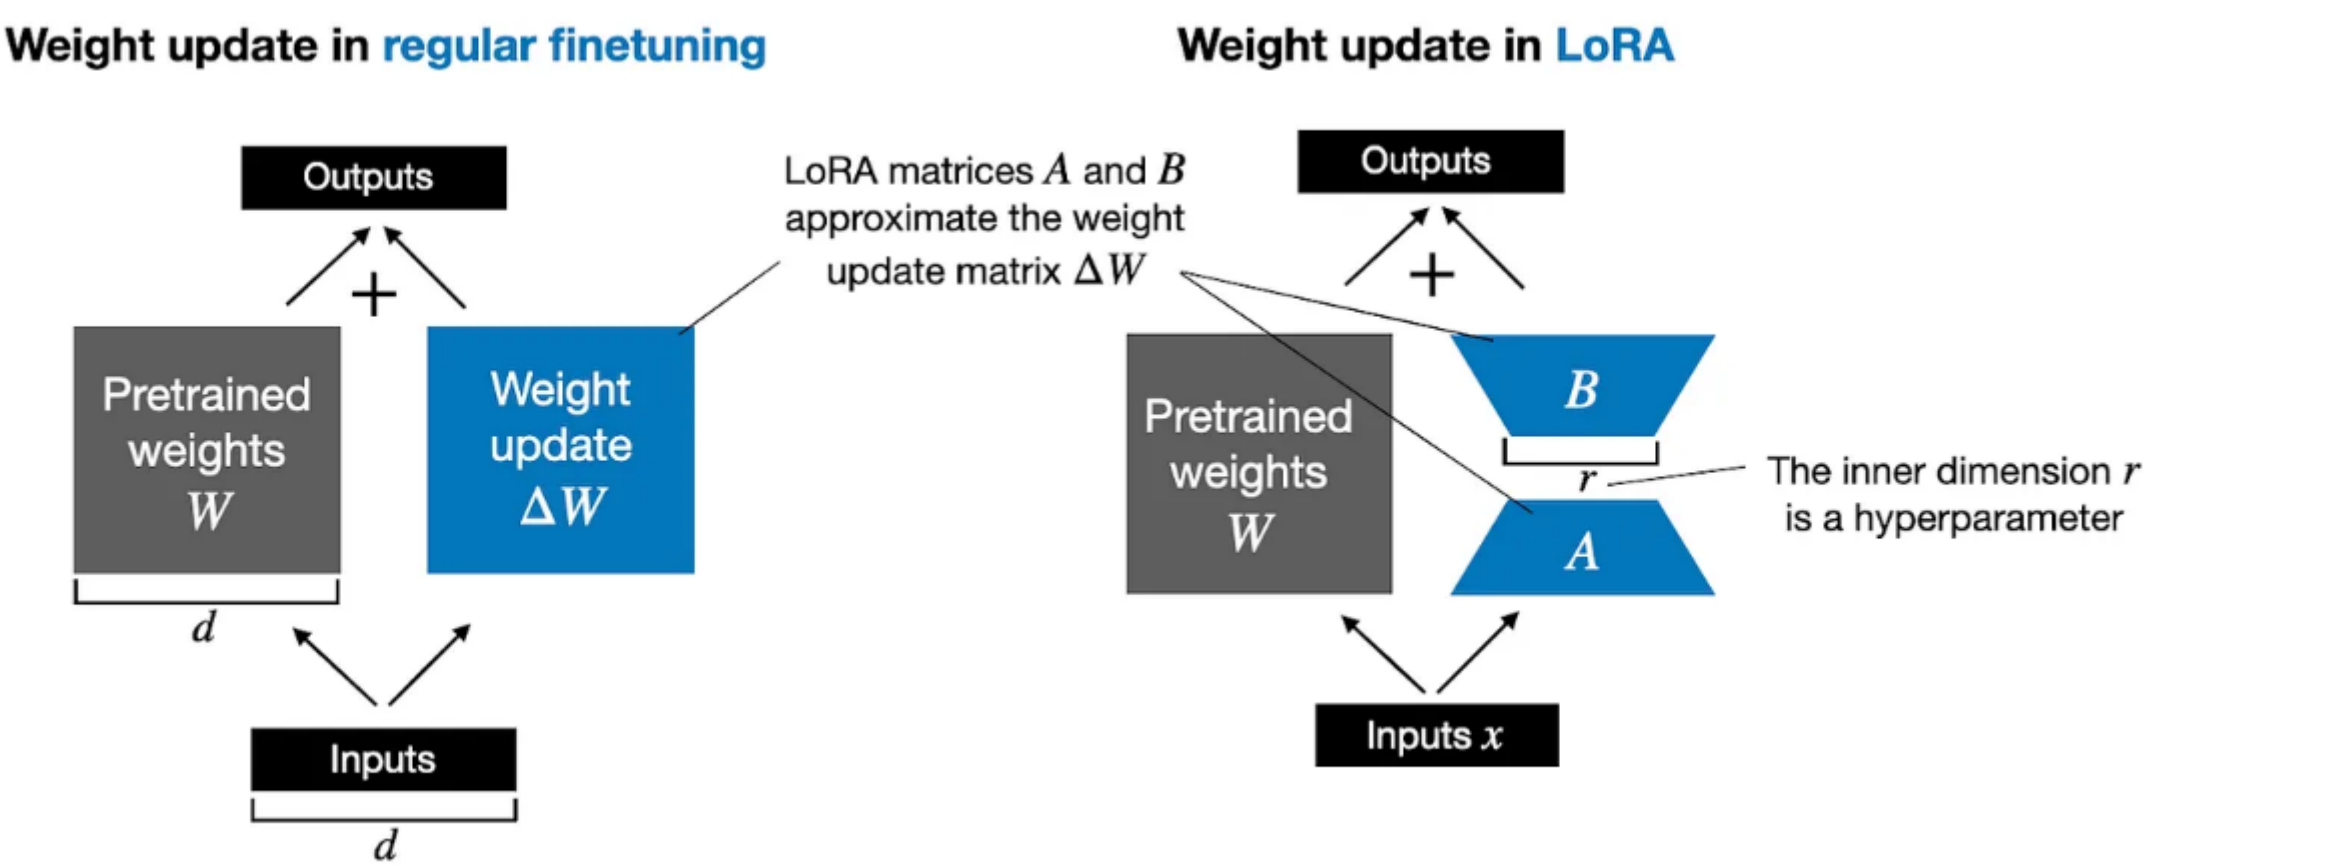 Weight update in regular finetuning
Outputs
+
Pretrained
weights
W
Weight
update
ΔW
d
Inputs
d
LoRA matrices A and B
approximate the weight
update matrix ΔW
Weight update in LoRA
Outputs
+
Pretrained
weights
W
B
r
A
The inner dimension r
is a hyperparameter
Inputs x